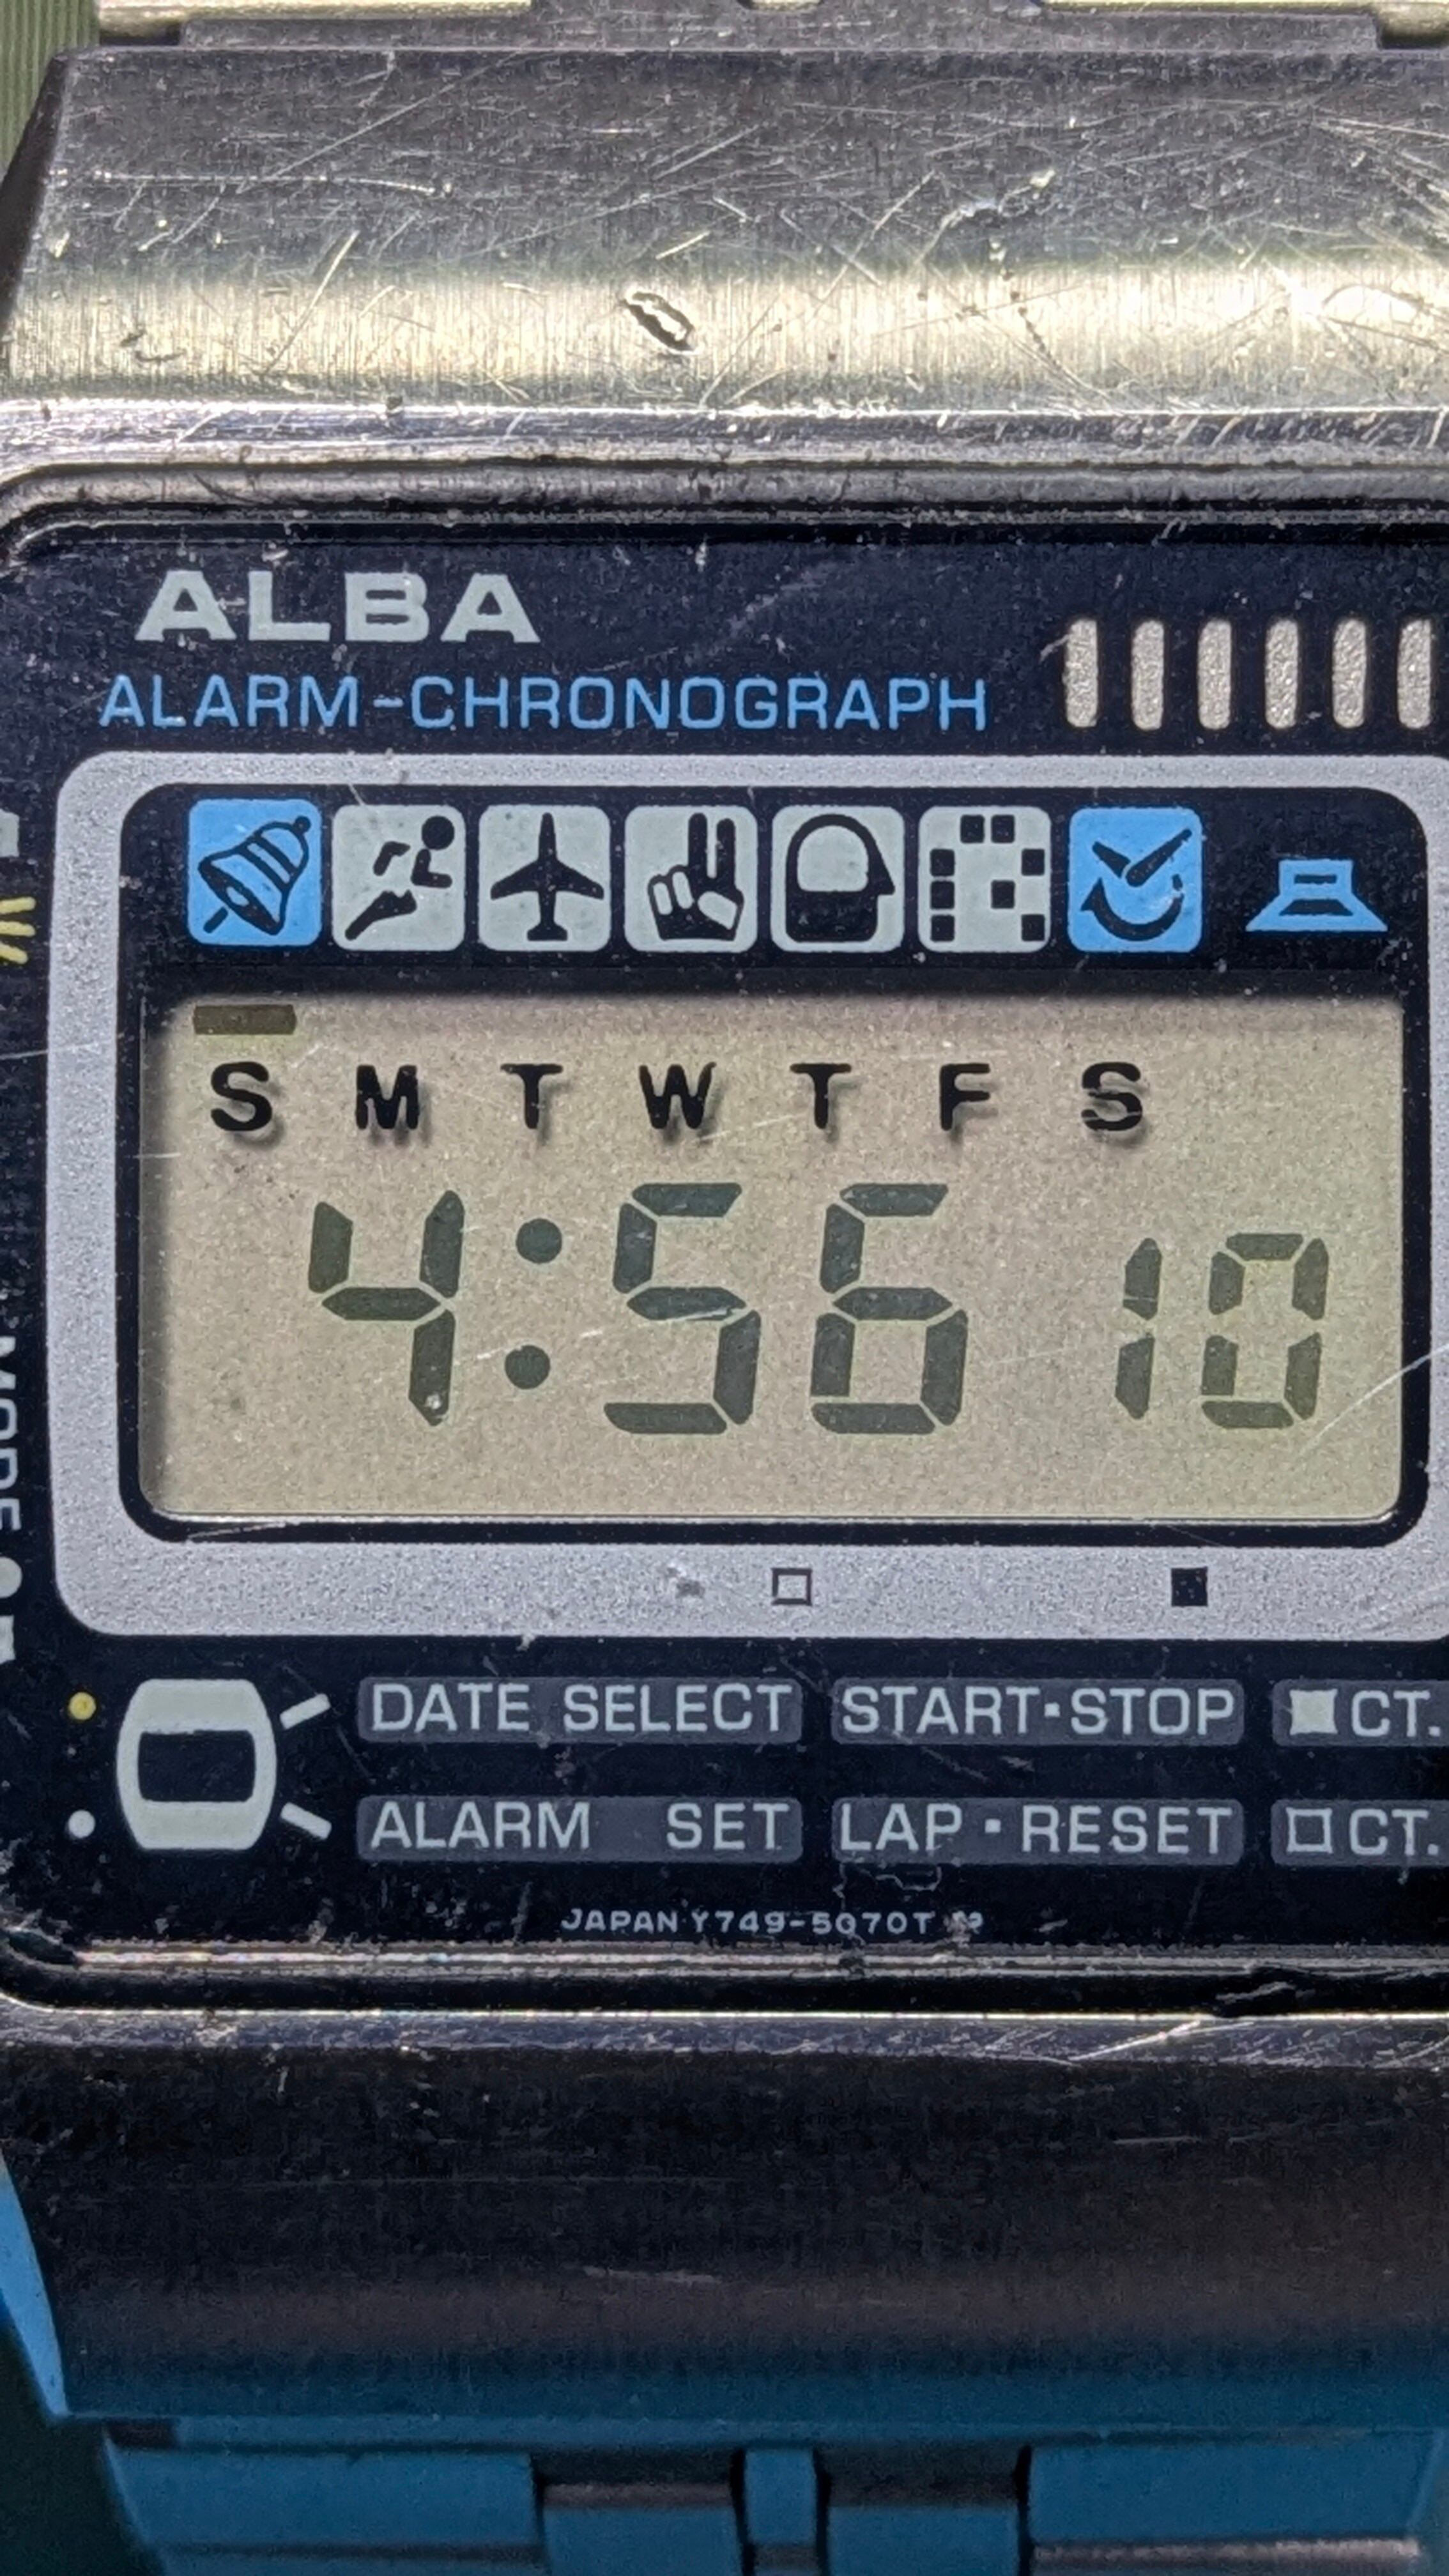 ALBA
ALARM-CHRONOGRAPH
S M T W T F S
4:56 10
MODE
DATE SELECT START·STOP CT.
ALARM SET LAP·RESET CT.
JAPAN Y749-5070T